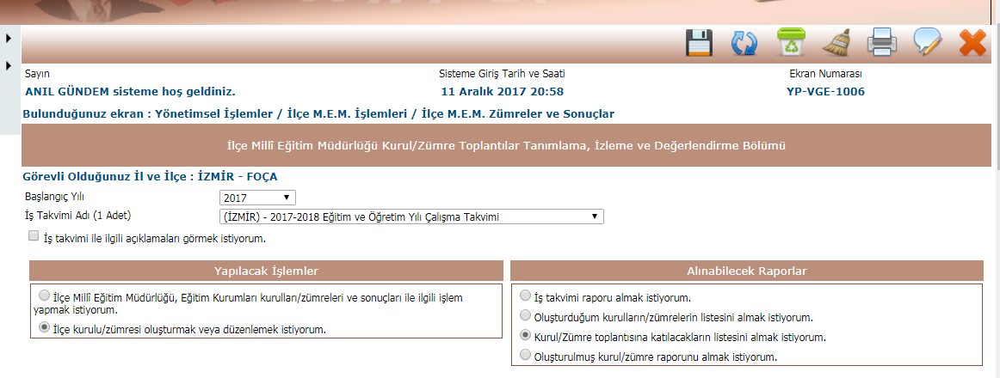 Sayın
Sisteme Giriş Tarih ve Saati
Ekran Numarası
ANIL GÜNDEM sisteme hoş geldiniz.
11 Aralık 2017 20:58
YP-VGE-1006
Bulunduğunuz ekran : Yönetimsel İşlemler / İlçe M.E.M. İşlemleri / İlçe M.E.M. Zümreler ve Sonuçlar
İlçe Millî Eğitim Müdürlüğü Kurul/Zümre Toplantılar Tanımlama, İzleme ve Değerlendirme Bölümü
Görevli Olduğunuz İl ve İlçe : İZMİR - FOÇA
Başlangıç Yılı
2017
İş Takvimi Adı (1 Adet)
(İZMİR) - 2017-2018 Eğitim ve Öğretim Yılı Çalışma Takvimi
İş takvimi ile ilgili açıklamaları görmek istiyorum.
Yapılacak İşlemler
İlçe Millî Eğitim Müdürlüğü, Eğitim Kurumları kurulları/zümreleri ve sonuçları ile ilgili işlem
yapmak istiyorum.
İlçe kurulu/zümresi oluşturmak veya düzenlemek istiyorum.
Alınabilecek Raporlar
İş takvimi raporu almak istiyorum.
Oluşturduğum kurulların/zümrelerin listesini almak istiyorum.
Kurul/Zümre toplantısına katılacakların listesini almak istiyorum.
Oluşturulmuş kurul/zümre raporunu almak istiyorum.